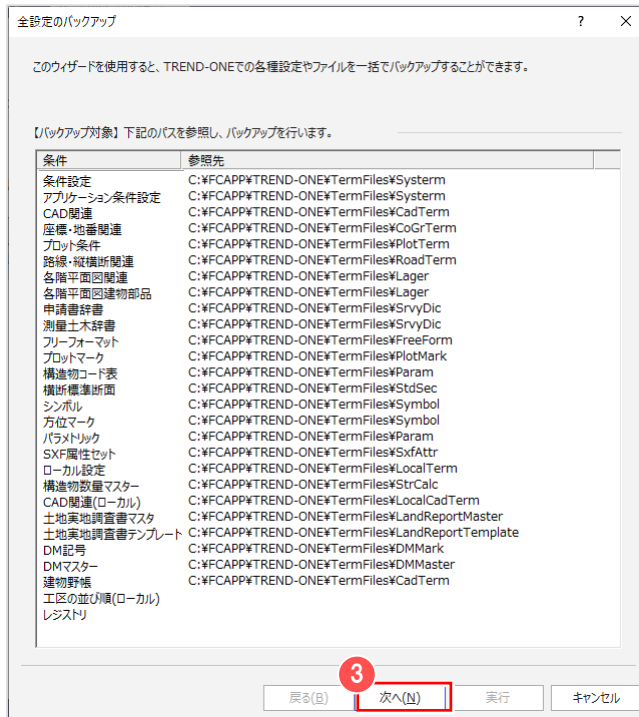 全設定のバックアップ ? ×
このウィザードを使用すると、TREND-ONEでの各種設定やファイルを一括でバックアップすることができます。
【バックアップ対象】下記のパスを参照し、バックアップを行います。
条件 参照先
条件設定 C:¥FCAPP¥TREND-ONE¥TermFiles¥Systerm
アプリケーション条件設定 C:¥FCAPP¥TREND-ONE¥TermFiles¥Systerm
CAD関連 C:¥FCAPP¥TREND-ONE¥TermFiles¥CadTerm
座標・地番関連 C:¥FCAPP¥TREND-ONE¥TermFiles¥CoGrTerm
プロット条件 C:¥FCAPP¥TREND-ONE¥TermFiles¥PlotTerm
路線・縦横断関連 C:¥FCAPP¥TREND-ONE¥TermFiles¥RoadTerm
各階平面図関連 C:¥FCAPP¥TREND-ONE¥TermFiles¥Lager
各階平面図建物部品 C:¥FCAPP¥TREND-ONE¥TermFiles¥Lager
申請書辞書 C:¥FCAPP¥TREND-ONE¥TermFiles¥SrvyDic
測量土木辞書 C:¥FCAPP¥TREND-ONE¥TermFiles¥SrvyDic
フリーフォーマット C:¥FCAPP¥TREND-ONE¥TermFiles¥FreeForm
プロットマーク C:¥FCAPP¥TREND-ONE¥TermFiles¥PlotMark
構造物コード表 C:¥FCAPP¥TREND-ONE¥TermFiles¥Param
横断標準断面 C:¥FCAPP¥TREND-ONE¥TermFiles¥StdSec
シンボル C:¥FCAPP¥TREND-ONE¥TermFiles¥Symbol
方位マーク C:¥FCAPP¥TREND-ONE¥TermFiles¥Symbol
パラメトリック C:¥FCAPP¥TREND-ONE¥TermFiles¥Param
SXF属性セット C:¥FCAPP¥TREND-ONE¥TermFiles¥SxfAttr
ローカル設定 C:¥FCAPP¥TREND-ONE¥TermFiles¥LocalTerm
構造物数量マスター C:¥FCAPP¥TREND-ONE¥TermFiles¥StrCalc
CAD関連(ローカル) C:¥FCAPP¥TREND-ONE¥TermFiles¥LocalCadTerm
土地実地調査書マスタ C:¥FCAPP¥TREND-ONE¥TermFiles¥LandReportMaster
土地実地調査書テンプレート C:¥FCAPP¥TREND-ONE¥TermFiles¥LandReportTemplate
DM記号 C:¥FCAPP¥TREND-ONE¥TermFiles¥DMMark
DMマスター C:¥FCAPP¥TREND-ONE¥TermFiles¥DMMaster
建物野帳 C:¥FCAPP¥TREND-ONE¥TermFiles¥CadTerm
工区の並び順(ローカル)
レジストリ
3
戻る(B) 次へ(N) 実行 キャンセル